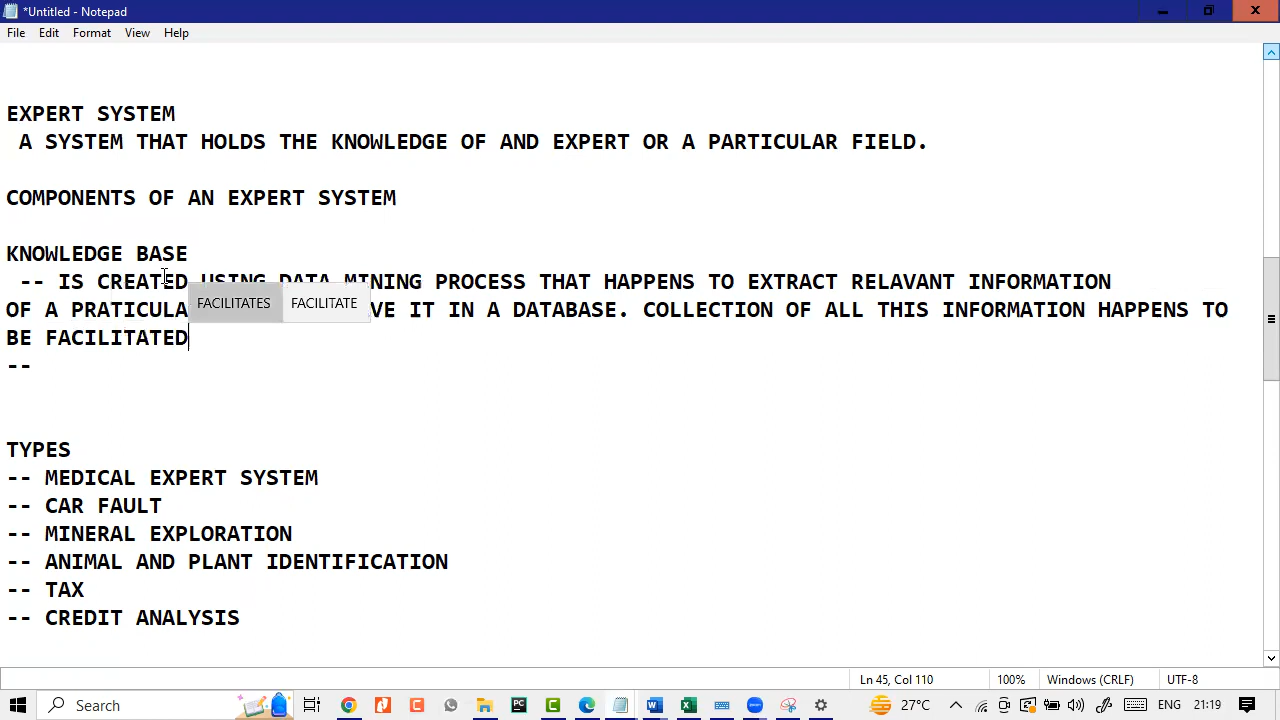 *Untitled - Notepad
File Edit Format View Help
EXPERT SYSTEM
A SYSTEM THAT HOLDS THE KNOWLEDGE OF AND EXPERT OR A PARTICULAR FIELD.
COMPONENTS OF AN EXPERT SYSTEM
KNOWLEDGE BASE
-- IS CREATED USING DATA MINING PROCESS THAT HAPPENS TO EXTRACT RELAVANT INFORMATION
FACILITATES FACILITATE
OF A IT IN A DATABASE. COLLECTION OF ALL THIS INFORMATION HAPPENS TO
BE FACILITATED
--
TYPES
-- MEDICAL EXPERT SYSTEM
-- CAR FAULT
-- MINERAL EXPLORATION
-- ANIMAL AND PLANT IDENTIFICATION
-- TAX
-- CREDIT ANALYSIS
Ln 45, Col 110 100% Windows (CRLF) UTF-8
Search PC C W X 27°C ENG 21:19